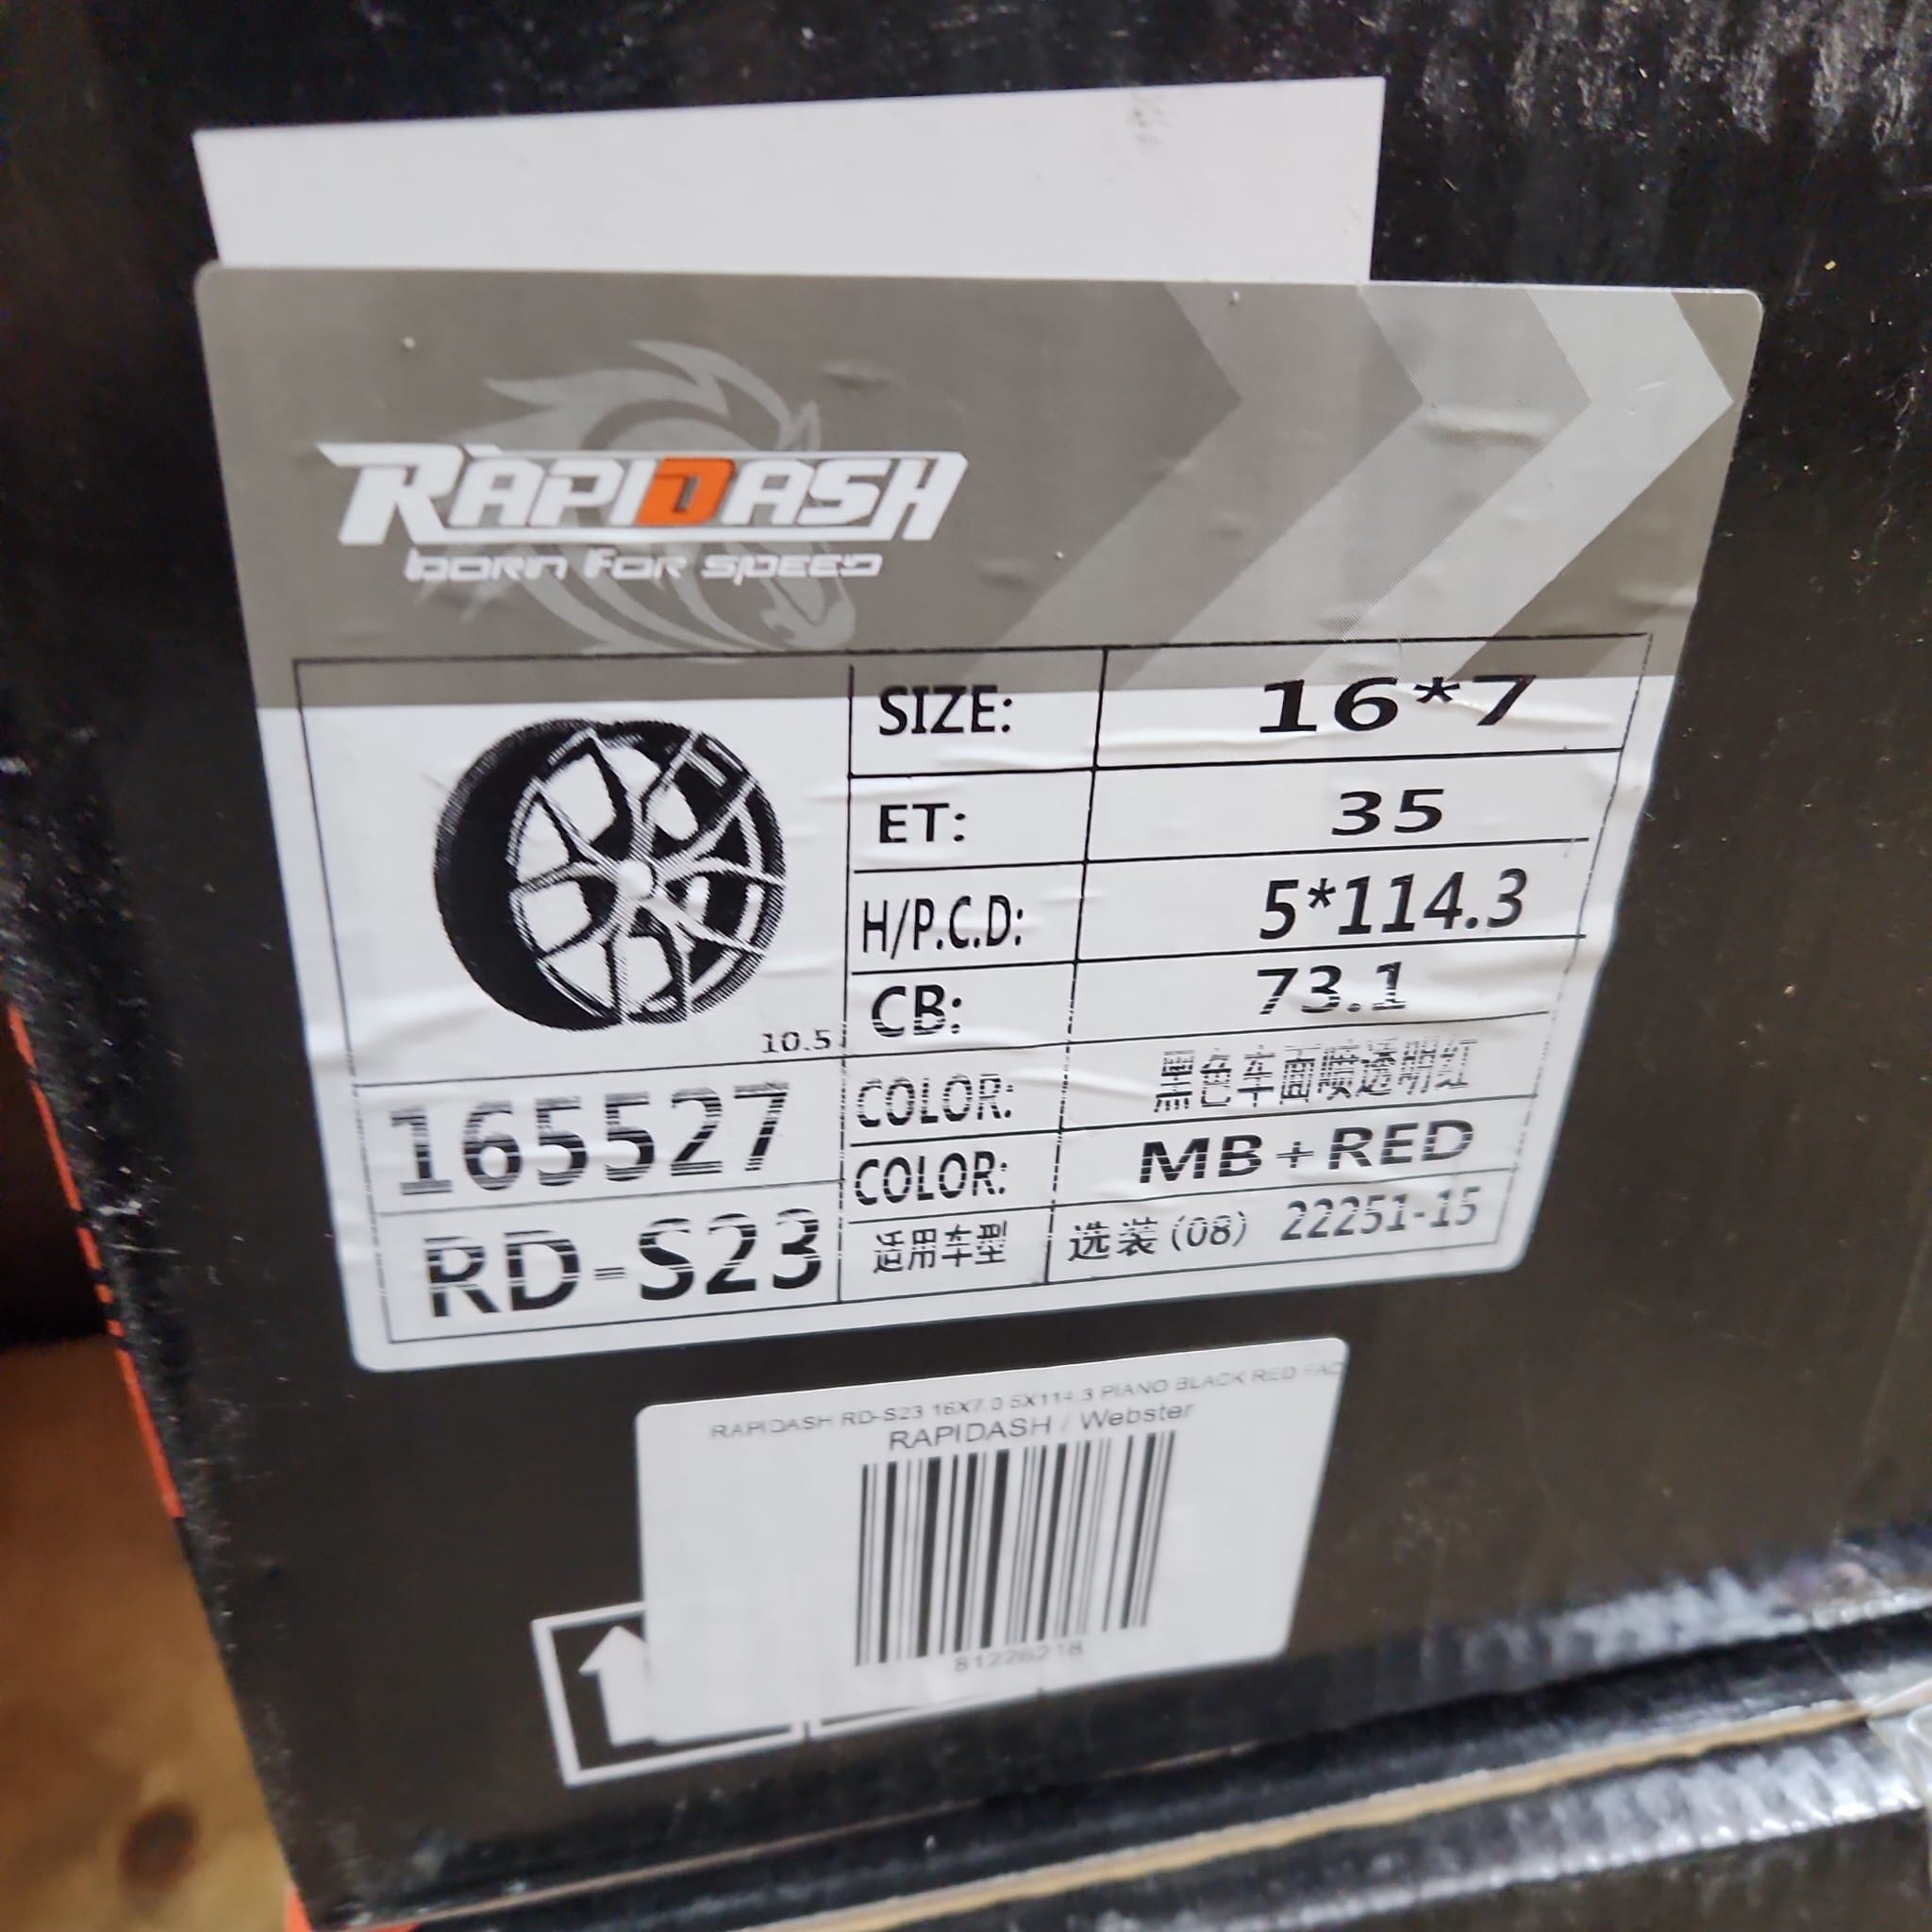 RAPIDASH
born for speed
SIZE: 16*7
ET: 35
H/P.C.D: 5*114.3
CB: 73.1
10.5
165527
COLOR: 黑色车面喷透明红
COLOR: MB+RED
RD-S23
适用车型 选装(08) 22251-15
RAPIDASH RD-S23 16X7.0 5X114.3 PIANO BLACK RED FAC
RAPIDASH / Webster
81226218